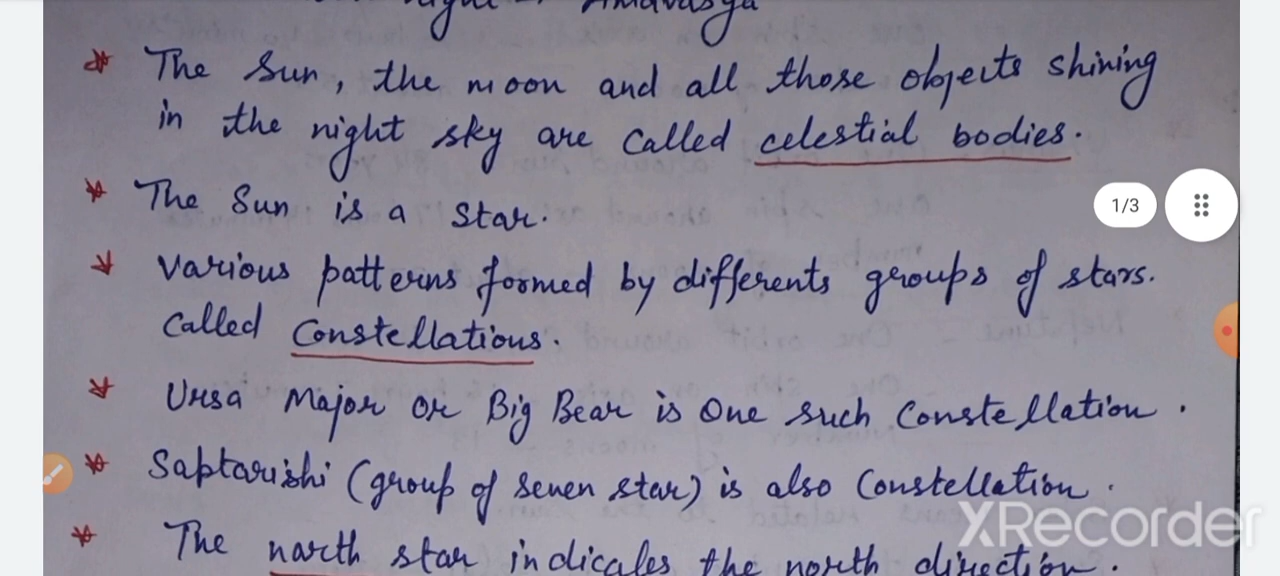 night - Amavasya
* The Sun, the moon and all those objects shining
in the night sky are called celestial bodies.
* The Sun is a star.
* Various patterns formed by differents groups of stars.
called Constellations.
* Ursa Major or Big Bear is One such Constellation.
* Saptarishi (group of seven star) is also Constellation.
* The north star indicates the north direction.
1/3
XRecorder